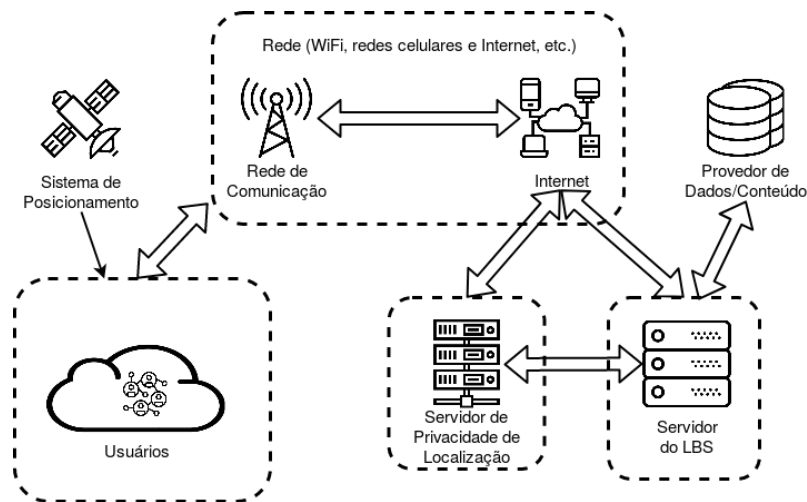 Rede (WiFi, redes celulares e Internet, etc.)
Rede de
Comunicação
Internet
Sistema de
Posicionamento
Provedor de
Dados/Conteúdo
Usuários
Servidor de
Privacidade de
Localização
Servidor
do LBS